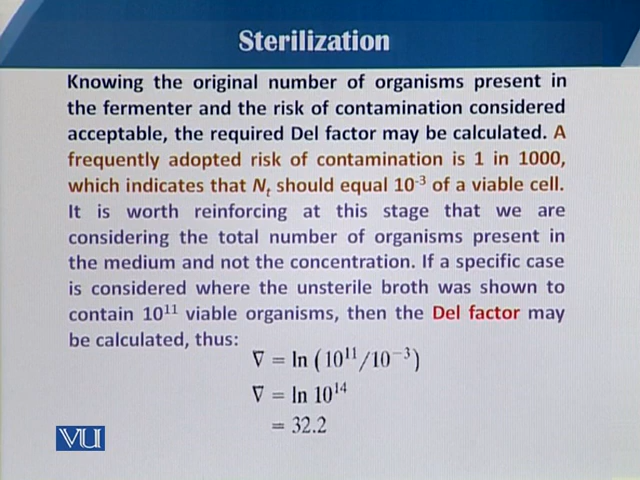 Sterilization
Knowing the original number of organisms present in
the fermenter and the risk of contamination considered
acceptable, the required Del factor may be calculated. A
frequently adopted risk of contamination is 1 in 1000,
which indicates that Nₜ should equal 10⁻³ of a viable cell.
It is worth reinforcing at this stage that we are
considering the total number of organisms present in
the medium and not the concentration. If a specific case
is considered where the unsterile broth was shown to
contain 10¹¹ viable organisms, then the Del factor may
be calculated, thus:
∇ = ln (10¹¹/10⁻³)
∇ = ln 10¹⁴
= 32.2
VU